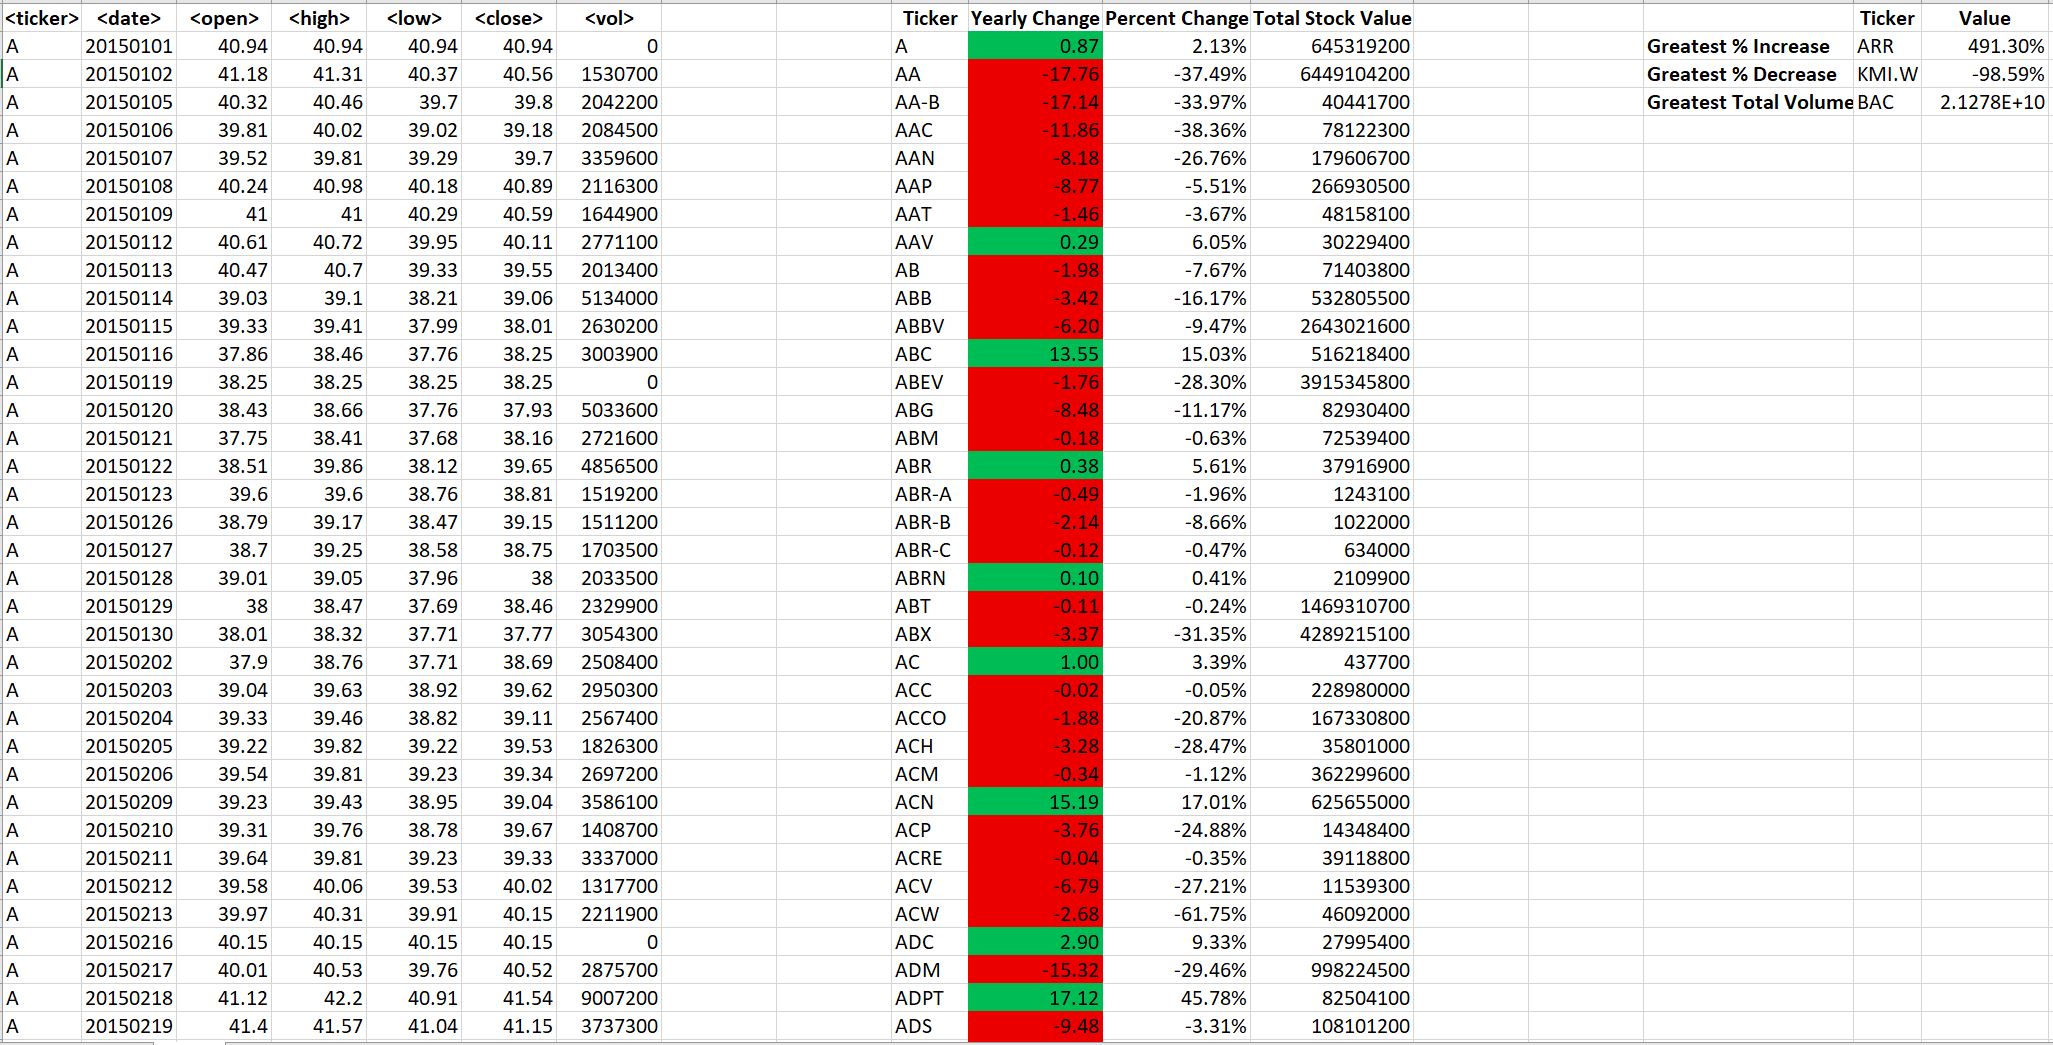 <ticker> <date> <open> <high> <low> <close> <vol> Ticker Yearly Change Percent Change Total Stock Value Ticker Value
A 20150101 40.94 40.94 40.94 40.94 0 A 0.87 2.13% 645319200 Greatest % Increase ARR 491.30%
A 20150102 41.18 41.31 40.37 40.56 1530700 AA -17.76 -37.49% 6449104200 Greatest % Decrease KMI.W -98.59%
A 20150105 40.32 40.46 39.7 39.8 2042200 AA-B -17.14 -33.97% 40441700 Greatest Total Volume BAC 2.1278E+10
A 20150106 39.81 40.02 39.02 39.18 2084500 AAC -11.86 -38.36% 78122300
A 20150107 39.52 39.81 39.29 39.7 3359600 AAN -8.18 -26.76% 179606700
A 20150108 40.24 40.98 40.18 40.89 2116300 AAP -8.77 -5.51% 266930500
A 20150109 41 41 40.29 40.59 1644900 AAT -1.46 -3.67% 48158100
A 20150112 40.61 40.72 39.95 40.11 2771100 AAV 0.29 6.05% 30229400
A 20150113 40.47 40.7 39.33 39.55 2013400 AB -1.98 -7.67% 71403800
A 20150114 39.03 39.1 38.21 39.06 5134000 ABB -3.42 -16.17% 532805500
A 20150115 39.33 39.41 37.99 38.01 2630200 ABBV -6.20 -9.47% 2643021600
A 20150116 37.86 38.46 37.76 38.25 3003900 ABC 13.55 15.03% 516218400
A 20150119 38.25 38.25 38.25 38.25 0 ABEV -1.76 -28.30% 3915345800
A 20150120 38.43 38.66 37.76 37.93 5033600 ABG -8.48 -11.17% 82930400
A 20150121 37.75 38.41 37.68 38.16 2721600 ABM -0.18 -0.63% 72539400
A 20150122 38.51 39.86 38.12 39.65 4856500 ABR 0.38 5.61% 37916900
A 20150123 39.6 39.6 38.76 38.81 1519200 ABR-A -0.49 -1.96% 1243100
A 20150126 38.79 39.17 38.47 39.15 1511200 ABR-B -2.14 -8.66% 1022000
A 20150127 38.7 39.25 38.58 38.75 1703500 ABR-C -0.12 -0.47% 634000
A 20150128 39.01 39.05 37.96 38 2033500 ABRN 0.10 0.41% 2109900
A 20150129 38 38.47 37.69 38.46 2329900 ABT -0.11 -0.24% 1469310700
A 20150130 38.01 38.32 37.71 37.77 3054300 ABX -3.37 -31.35% 4289215100
A 20150202 37.9 38.76 37.71 38.69 2508400 AC 1.00 3.39% 437700
A 20150203 39.04 39.63 38.92 39.62 2950300 ACC -0.02 -0.05% 228980000
A 20150204 39.33 39.46 38.82 39.11 2567400 ACCO -1.88 -20.87% 167330800
A 20150205 39.22 39.82 39.22 39.53 1826300 ACH -3.28 -28.47% 35801000
A 20150206 39.54 39.81 39.23 39.34 2697200 ACM -0.34 -1.12% 362299600
A 20150209 39.23 39.43 38.95 39.04 3586100 ACN 15.19 17.01% 625655000
A 20150210 39.31 39.76 38.78 39.67 1408700 ACP -3.76 -24.88% 14348400
A 20150211 39.64 39.81 39.23 39.33 3337000 ACRE -0.04 -0.35% 39118800
A 20150212 39.58 40.06 39.53 40.02 1317700 ACV -6.79 -27.21% 11539300
A 20150213 39.97 40.31 39.91 40.15 2211900 ACW -2.68 -61.75% 46092000
A 20150216 40.15 40.15 40.15 40.15 0 ADC 2.90 9.33% 27995400
A 20150217 40.01 40.53 39.76 40.52 2875700 ADM -15.32 -29.46% 998224500
A 20150218 41.12 42.2 40.91 41.54 9007200 ADPT 17.12 45.78% 82504100
A 20150219 41.4 41.57 41.04 41.15 3737300 ADS -9.48 -3.31% 108101200